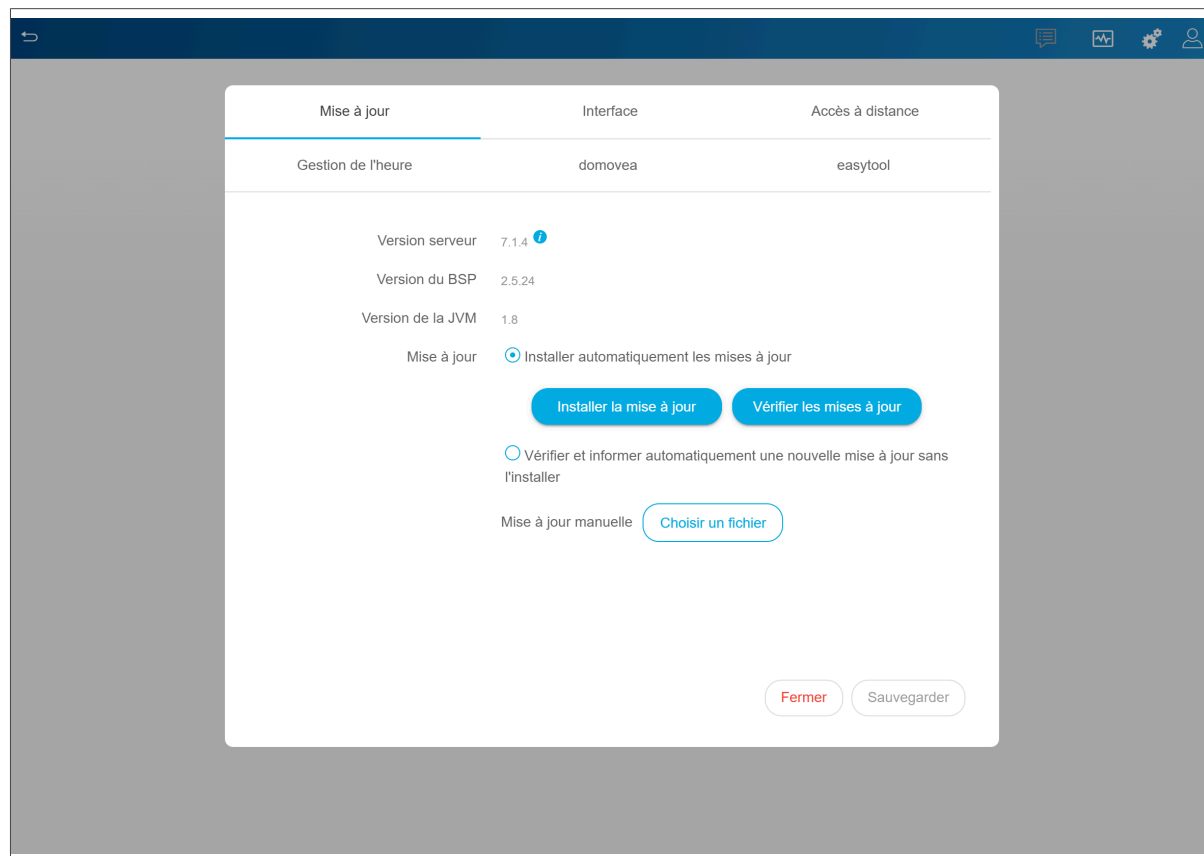 Mise à jour
Interface
Accès à distance
Gestion de l'heure
domovea
easytool
Version serveur 7.1.4 i
Version du BSP 2.5.24
Version de la JVM 1.8
Mise à jour Installer automatiquement les mises à jour
Installer la mise à jour
Vérifier les mises à jour
Vérifier et informer automatiquement une nouvelle mise à jour sans
l'installer
Mise à jour manuelle Choisir un fichier
Fermer
Sauvegarder